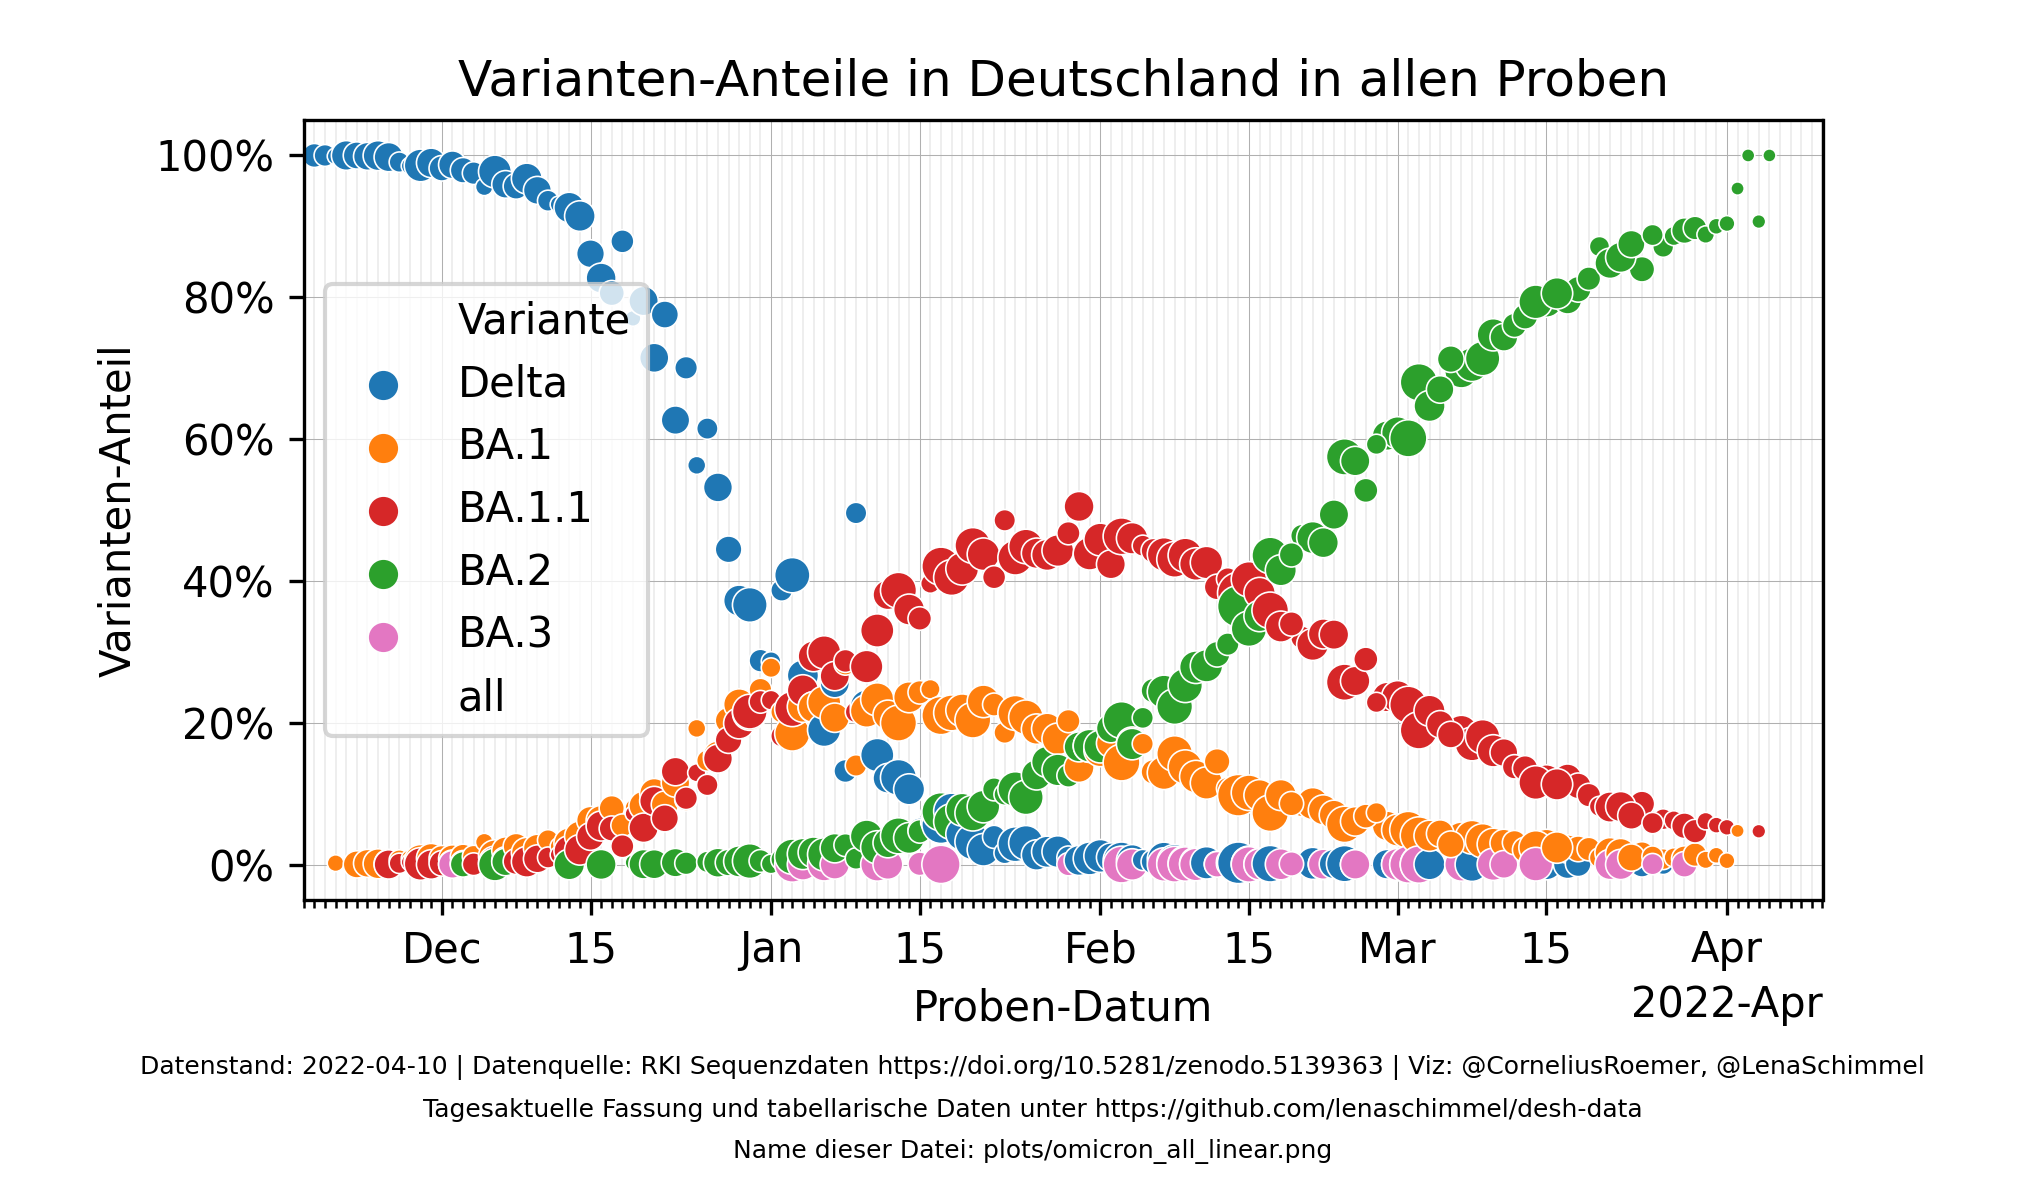 Varianten-Anteile in Deutschland in allen Proben
Varianten-Anteil
100%
80%
60%
40%
20%
0%
Variante
Delta
BA.1
BA.1.1
BA.2
BA.3
all
Dec 15 Jan 15 Feb 15 Mar 15 Apr
Proben-Datum
2022-Apr
Datenstand: 2022-04-10 | Datenquelle: RKI Sequenzdaten https://doi.org/10.5281/zenodo.5139363 | Viz: @CorneliusRoemer, @LenaSchimmel
Tagesaktuelle Fassung und tabellarische Daten unter https://github.com/lenaschimmel/desh-data
Name dieser Datei: plots/omicron_all_linear.png